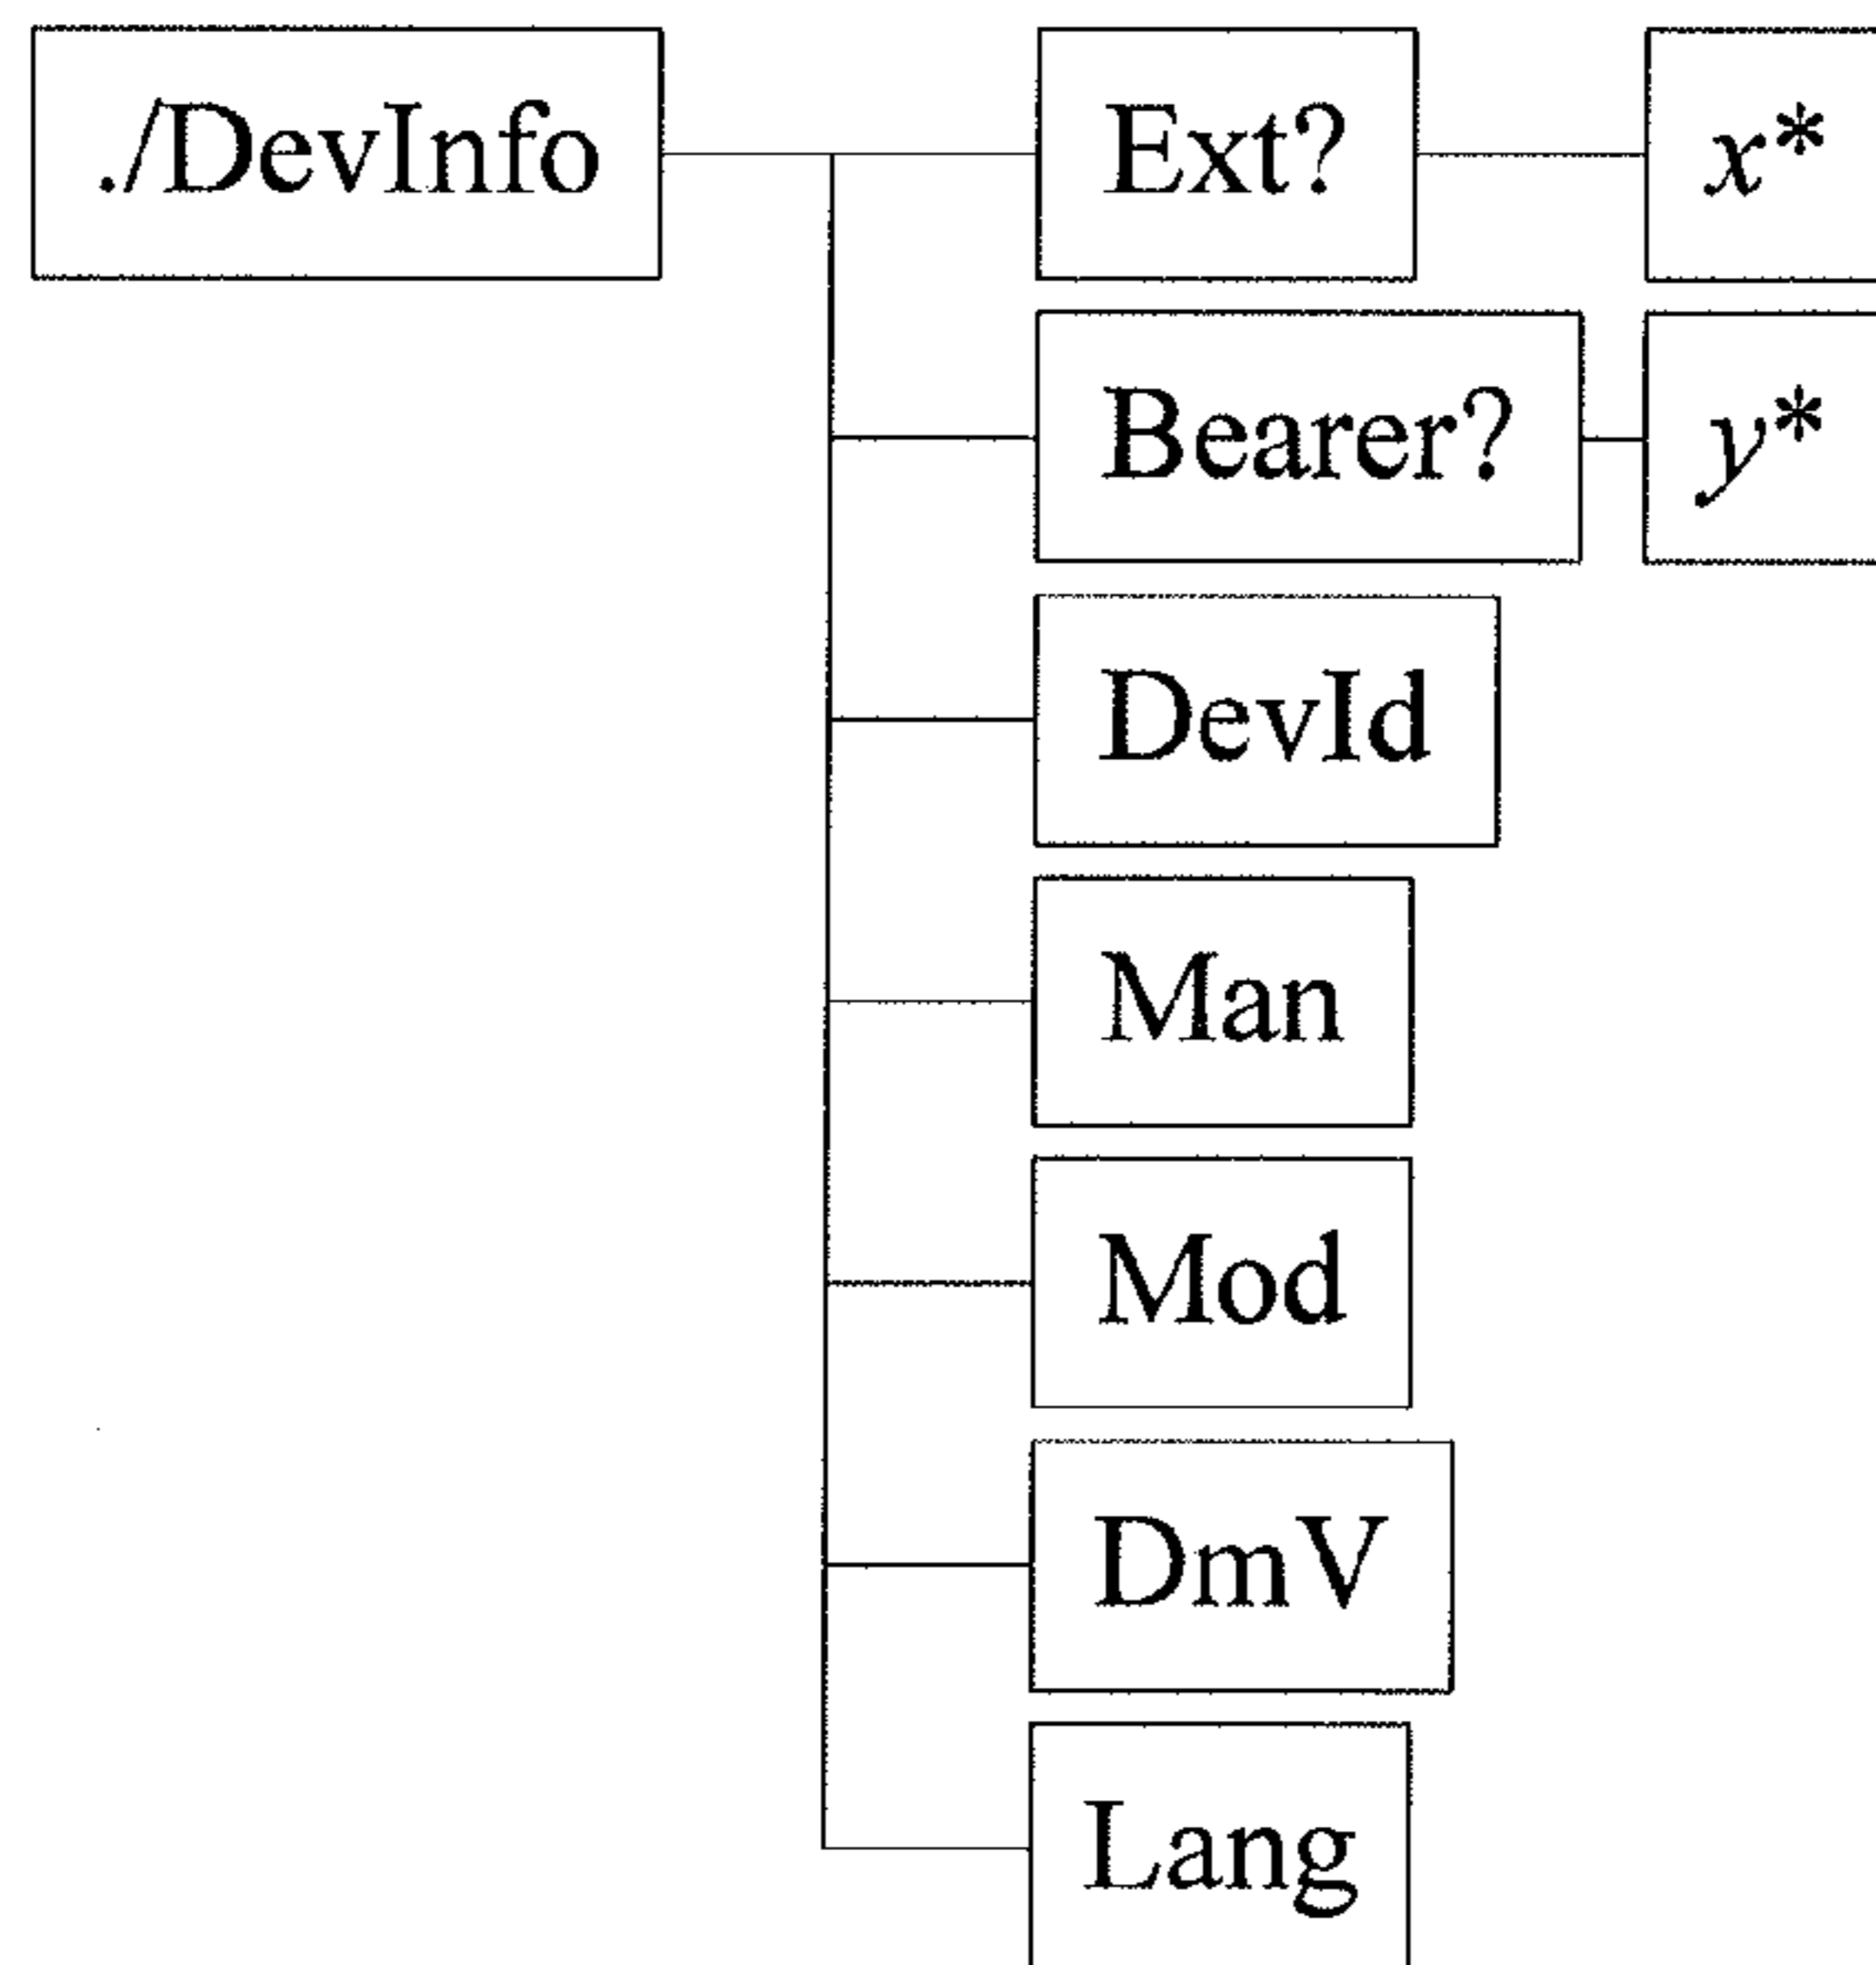 ./DevInfo Ext? x*
Bearer? y*
DevId
Man
Mod
DmV
Lang